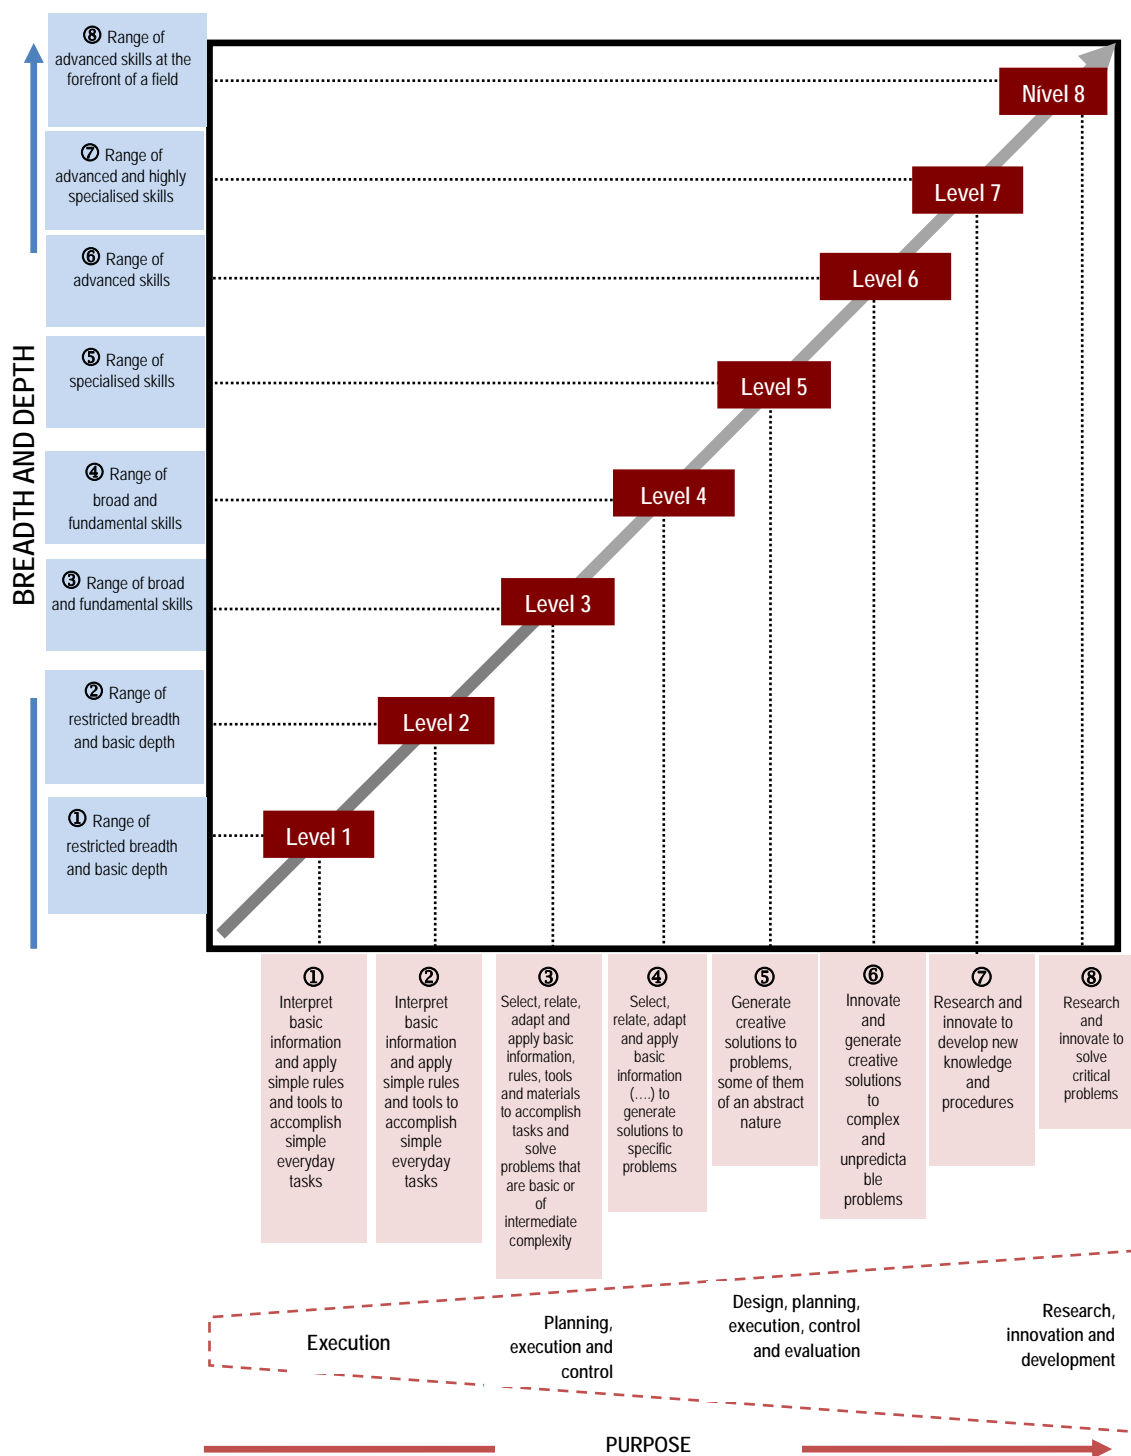 ⑧ Range of
advanced skills at the
forefront of a field
⑦ Range of
advanced and highly
specialised skills
⑥ Range of
advanced skills
⑤ Range of
specialised skills
④ Range of
broad and
fundamental skills
③ Range of broad
and fundamental skills
② Range of
restricted breadth
and basic depth
① Range of
restricted breadth
and basic depth
BREADTH AND DEPTH
Nível 8
Level 7
Level 6
Level 5
Level 4
Level 3
Level 2
Level 1
①
Interpret
basic
information
and apply
simple rules
and tools to
accomplish
simple
everyday
tasks
②
Interpret
basic
information
and apply
simple rules
and tools to
accomplish
simple
everyday
tasks
③
Select, relate,
adapt and
apply basic
information,
rules, tools
and materials
to accomplish
tasks and
solve
problems that
are basic or
of
intermediate
complexity
④
Select,
relate, adapt
and apply
basic
information
(....) to
generate
solutions to
specific
problems
⑤
Generate
creative
solutions to
problems,
some of them
of an abstract
nature
⑥
Innovate
and
generate
creative
solutions
to
complex
and
unpredicta
ble
problems
⑦
Research and
innovate to
develop new
knowledge
and
procedures
⑧
Research
and
innovate to
solve
critical
problems
Execution
Planning,
execution and
control
Design, planning,
execution, control
and evaluation
Research,
innovation and
development
PURPOSE